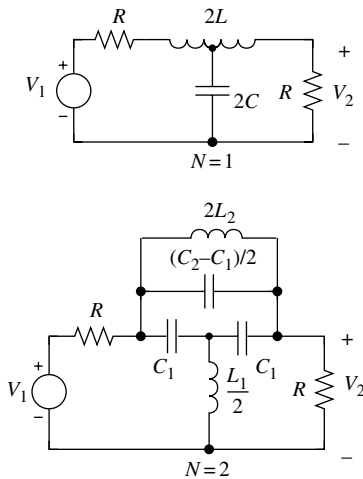 R
2L
+
V₁
−
2C
R
+
V₂
−
N=1
2L₂
(C₂–C₁)/2
R
C₁
C₁
+
V₁
−
L₁/2
R
+
V₂
−
N=2